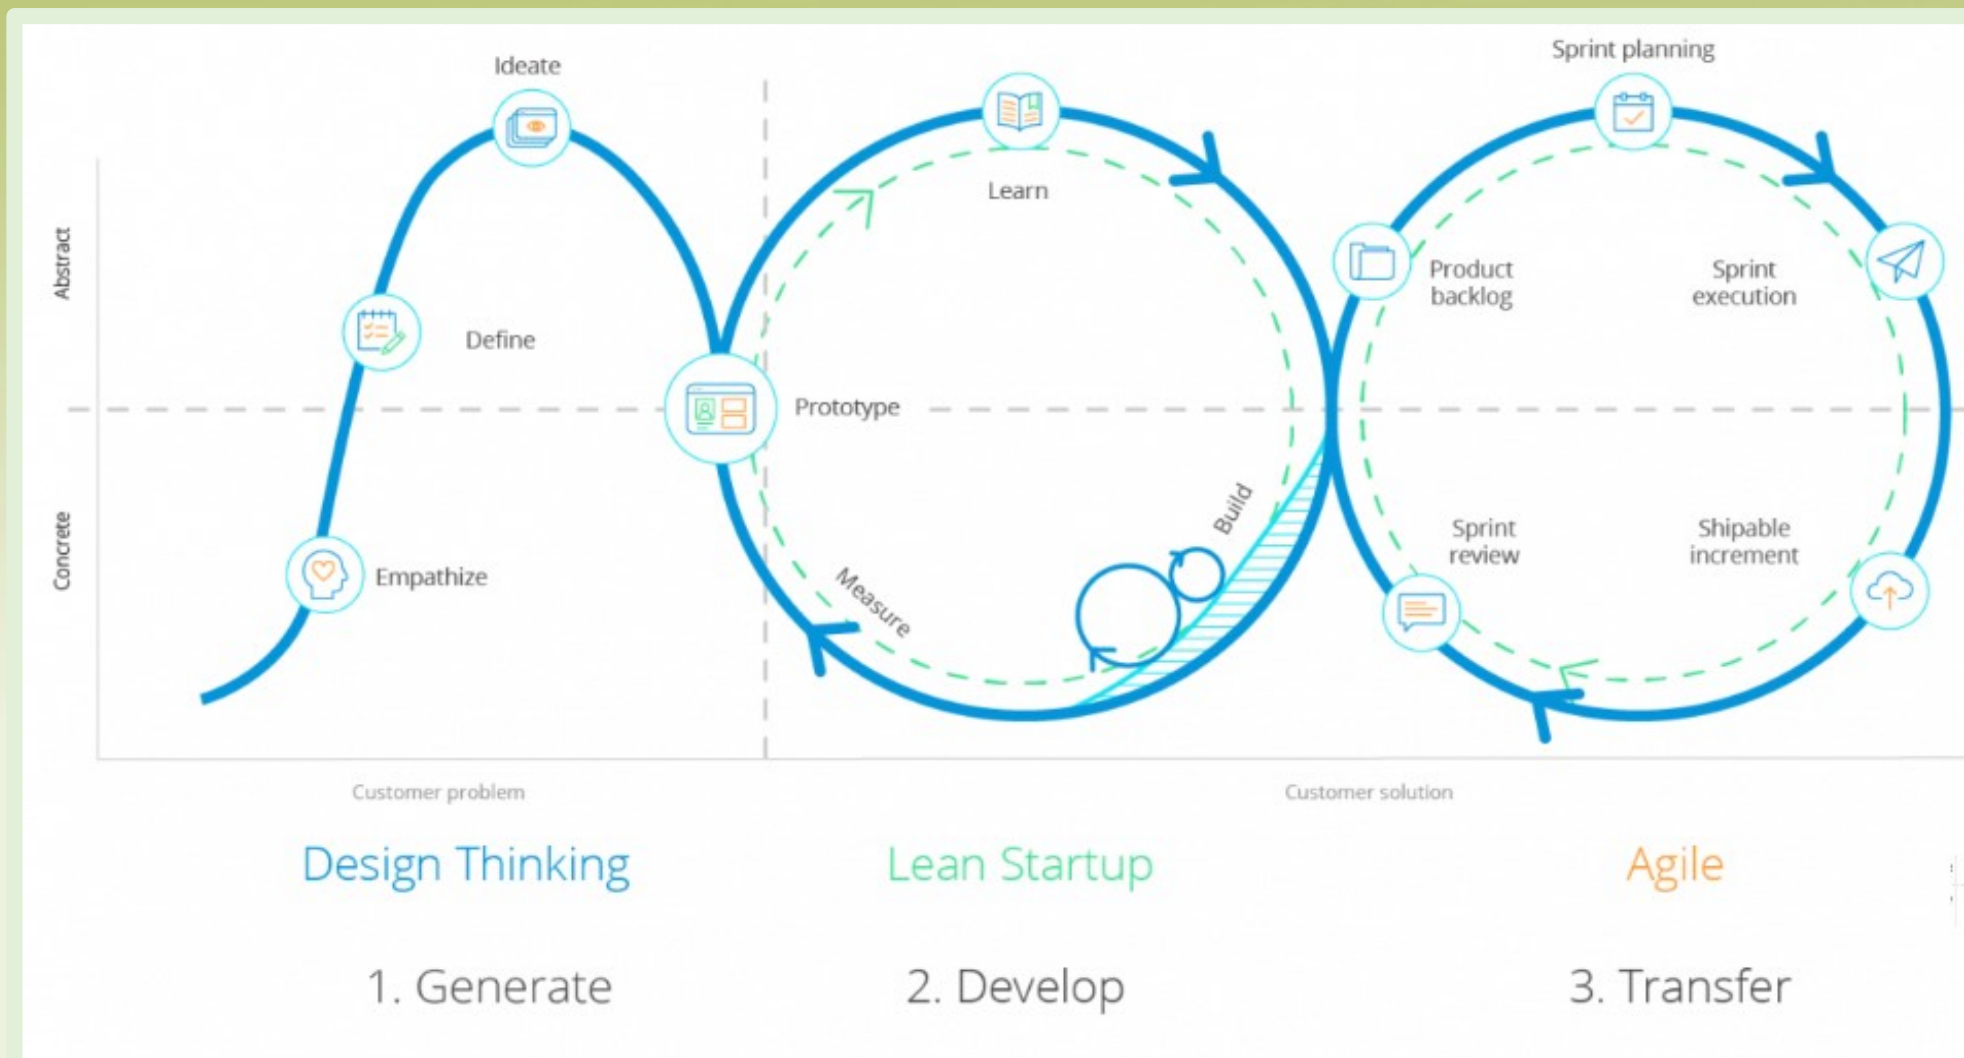 Ideate
Sprint planning
Learn
Abstract
Product
backlog
Sprint
execution
Define
Prototype
Build
Concrete
Empathize
Measure
Sprint
review
Shipable
increment
Customer problem
Customer solution
Design Thinking
Lean Startup
Agile
1. Generate
2. Develop
3. Transfer